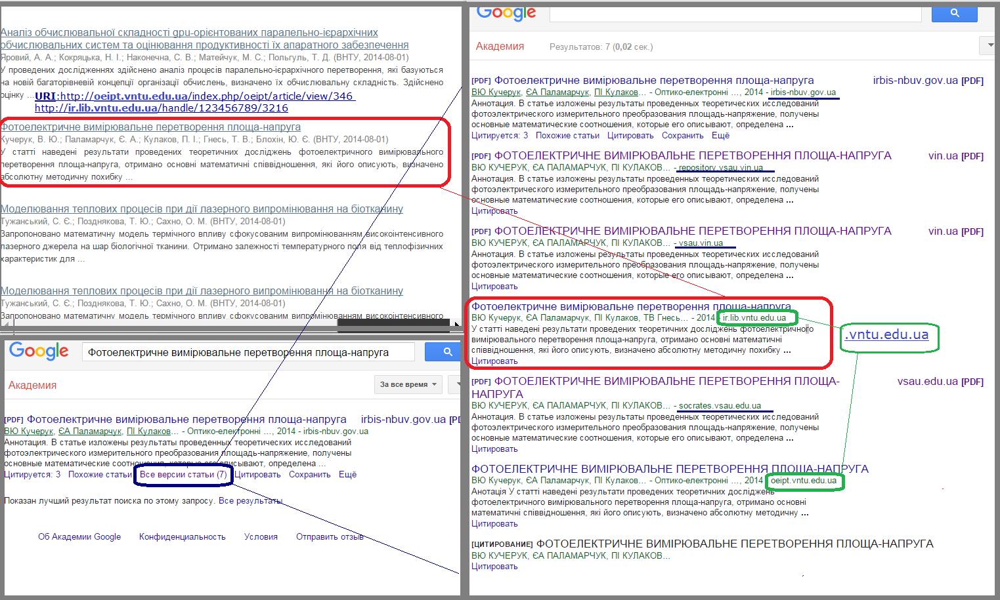 Аналіз обчислювальної складності gpu-орієнтованих паралельно-ієрархічних
обчислювальних систем та оцінювання продуктивності їх апаратного забезпечення
Яровий, А. А.; Кокряцька, Н. І.; Наконечна, С. В.; Матейчук, М. С.; Польгуль, Т. Д. (ВНТУ, 2014-08-01)
У проведених дослідженнях здійснено аналіз процесів паралельно-ієрархічного перетворення, які базуються
на новій багаторівневій концепції організації обчислень, визначено їх обчислювальну складність. Здійснено
оцінку ...
URI:http://oeipt.vntu.edu.ua/index.php/oeipt/article/view/346
http://ir.lib.vntu.edu.ua/handle/123456789/3216
Фотоелектричне вимірювальне перетворення площа-напруга
Кучерук, В. Ю.; Паламарчук, Є. А.; Кулаков, П. І.; Гнесь, Т. В.; Блохін, Ю. Є. (ВНТУ, 2014-08-01)
У статті наведені результати проведених теоретичних досліджень фотоелектричного вимірювального
перетворення площа-напруга, отримано основні математичні співвідношення, які його описують, визначено
абсолютну методичну похибку ...
Моделювання теплових процесів при дії лазерного випромінювання на біотканину
Тужанський, С. Є.; Позднякова, Т. Ю.; Сахно, О. М. (ВНТУ, 2014-08-01)
Запропоновано математичну модель термічного впливу сфокусованим випромінюванням високоінтенсивного
лазерного джерела на шар біологічної тканини. Отримано залежності температурного поля від теплофізичних
характеристик для ...
Моделювання теплових процесів при дії лазерного випромінювання на біотканину
Тужанський, С. Є.; Позднякова, Т. Ю.; Сахно, О. М. (ВНТУ, 2014-08-01)
Запропоновано математичну модель термічного впливу сфокусованим випромінюванням високоінтенсивного
Google
Фотоелектричне вимірювальне перетворення площа-напруга
Академия
За все время
[PDF] Фотоелектричне вимірювальне перетворення площа-напруга irbis-nbuv.gov.ua [PD
ВЮ Кучерук, ЄА Паламарчук, ПІ Кулаков… - Оптико-електронні …, 2014 - irbis-nbuv.gov.ua
Аннотация. В статье изложены результаты проведенных теоретических исследований
фотоэлектрического измерительного преобразования площадь-напряжение, получены
основные математические соотношения, которые его описывают, определена ...
Цитируется: 3 Похожие статьи Все версии статьи (7) Цитировать Сохранить Ещё
Показан лучший результат поиска по этому запросу. Все результаты
Об Академии Google Конфиденциальность Условия Отправить отзыв
Google
Академия Результатов: 7 (0,02 сек.)
[PDF] Фотоелектричне вимірювальне перетворення площа-напруга irbis-nbuv.gov.ua [PDF]
ВЮ Кучерук, ЄА Паламарчук, ПІ Кулаков… - Оптико-електронні …, 2014 - irbis-nbuv.gov.ua
Аннотация. В статье изложены результаты проведенных теоретических исследований
фотоэлектрического измерительного преобразования площадь-напряжение, получены
основные математические соотношения, которые его описывают, определена ...
Цитируется: 3 Похожие статьи Цитировать Сохранить Ещё
[PDF] ФОТОЕЛЕКТРИЧНЕ ВИМІРЮВАЛЬНЕ ПЕРЕТВОРЕННЯ ПЛОЩА-НАПРУГА vin.ua [PDF]
ВЮ КУЧЕРУК, ЄА ПАЛАМАРЧУК, ПІ КУЛАКОВ… - repository.vsau.vin.ua
Аннотация. В статье изложены результаты проведенных теоретических исследований
фотоэлектрического измерительного преобразования площадь-напряжение, получены
основные математические соотношения, которые его описывают, определена ...
Цитировать
[PDF] ФОТОЕЛЕКТРИЧНЕ ВИМІРЮВАЛЬНЕ ПЕРЕТВОРЕННЯ ПЛОЩА-НАПРУГА vin.ua [PDF]
ВЮ КУЧЕРУК, ЄА ПАЛАМАРЧУК, ПІ КУЛАКОВ… - vsau.vin.ua
Аннотация. В статье изложены результаты проведенных теоретических исследований
фотоэлектрического измерительного преобразования площадь-напряжение, получены
основные математические соотношения, которые его описывают, определена ...
Цитировать
Фотоелектричне вимірювальне перетворення площа-напруга
ВЮ Кучерук, ЄА Паламарчук, ПІ Кулаков, ТВ Гнесь… - 2014 - ir.lib.vntu.edu.ua
У статті наведені результати проведених теоретичних досліджень фотоелектричного
вимірювального перетворення площа-напруга, отримано основні математичні
співвідношення, які його описують, визначено абсолютну методичну похибку ...
Цитировать
.vntu.edu.ua
[PDF] ФОТОЕЛЕКТРИЧНЕ ВИМІРЮВАЛЬНЕ ПЕРЕТВОРЕННЯ ПЛОЩА- vsau.edu.ua [PDF]
НАПРУГА
ВЮ КУЧЕРУК, ЄА ПАЛАМАРЧУК, ПІ КУЛАКОВ… - socrates.vsau.edu.ua
Аннотация. В статье изложены результаты проведенных теоретических исследований
фотоэлектрического измерительного преобразования площадь-напряжение, получены
основные математические соотношения, которые его описывают, определена ...
Цитировать
ФОТОЕЛЕКТРИЧНЕ ВИМІРЮВАЛЬНЕ ПЕРЕТВОРЕННЯ ПЛОЩА-НАПРУГА
ВЮ Кучерук, ЄА Паламарчук, ПІ Кулаков… - Оптико-електронні …, 2014 oeipt.vntu.edu.ua
Анотація У статті наведені результати проведених теоретичних досліджень
фотоелектричного вимірювального перетворення площа-напруга, отримано основні
математичні співвідношення, які його описують, визначено абсолютну методичну ...
Цитировать
[ЦИТИРОВАНИЕ] ФОТОЕЛЕКТРИЧНЕ ВИМІРЮВАЛЬНЕ ПЕРЕТВОРЕННЯ ПЛОЩА-НАПРУГА
ВЮ КУЧЕРУК, ЄА ПАЛАМАРЧУК, ПІ КУЛАКОВ…
Цитировать